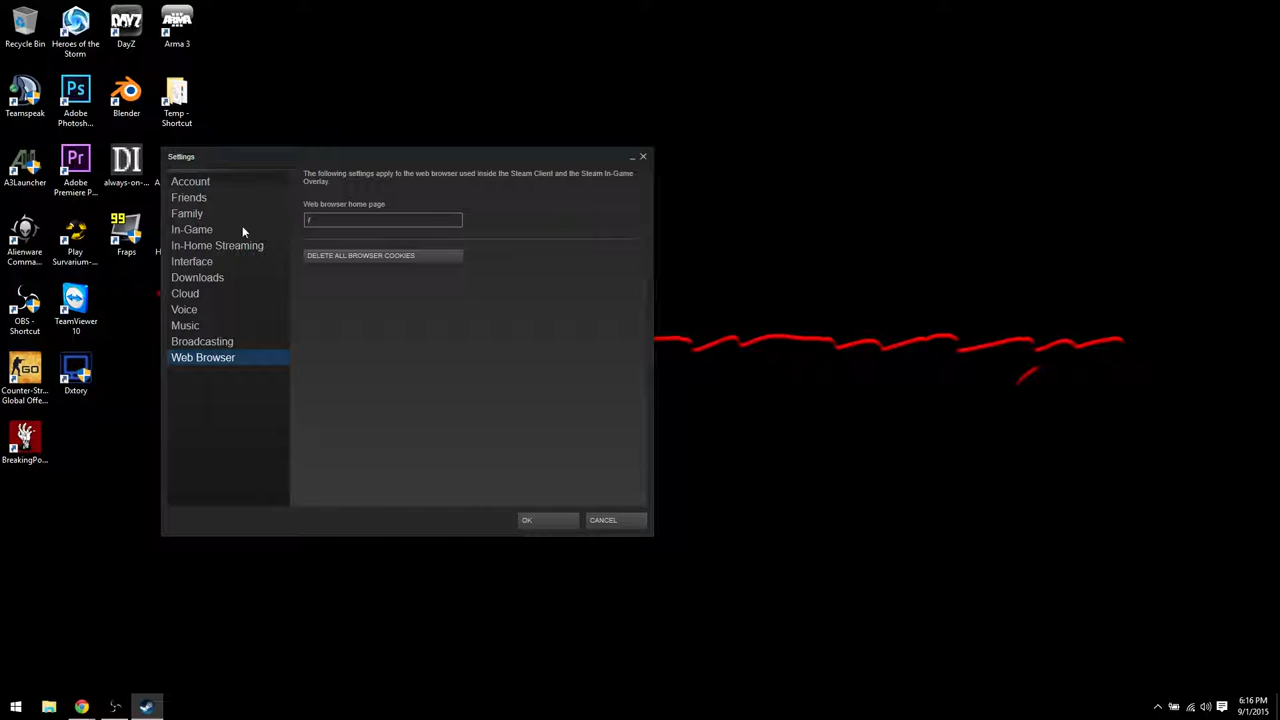 Recycle Bin
Heroes of the
Storm
DayZ
Arma 3
Teamspeak
Adobe
Photosh...
Blender
Temp -
Shortcut
A3Launcher
Adobe
Premiere P...
DI
always-on-...
Alienware
Comma...
Play
Survarium-...
99
Fraps
OBS -
Shortcut
TeamViewer
10
Counter-Str...
Global Offe...
Dxtory
BreakingPo...
Settings
Account
Friends
Family
In-Game
In-Home Streaming
Interface
Downloads
Cloud
Voice
Music
Broadcasting
Web Browser
The following settings apply to the web browser used inside the Steam Client and the Steam In-Game
Overlay.
Web browser home page
DELETE ALL BROWSER COOKIES
OK
CANCEL
6:16 PM
9/1/2015